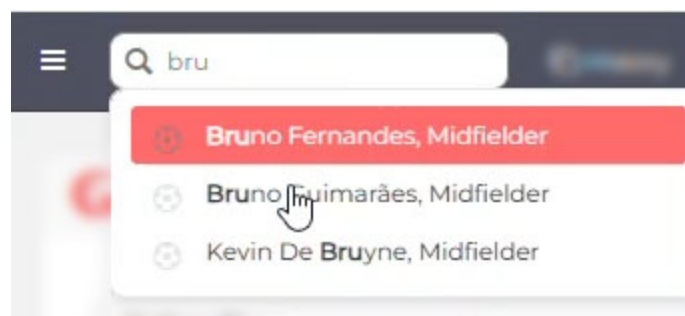 bru
Bruno Fernandes, Midfielder
Bruno Guimarães, Midfielder
Kevin De Bruyne, Midfielder